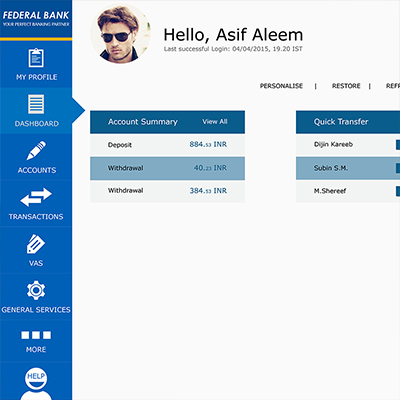 FEDERAL BANK
YOUR PERFECT BANKING PARTNER
Hello, Asif Aleem
Last successful Login: 04/04/2015, 19.20 IST
MY PROFILE
PERSONALISE | RESTORE | REFR
DASHBOARD
Account Summary View All
Deposit 884.53 INR
Withdrawal 40.23 INR
Withdrawal 384.53 INR
Quick Transfer
Dijin Kareeb
Subin S.M.
M.Shereef
ACCOUNTS
TRANSACTIONS
VAS
GENERAL SERVICES
MORE
HELP